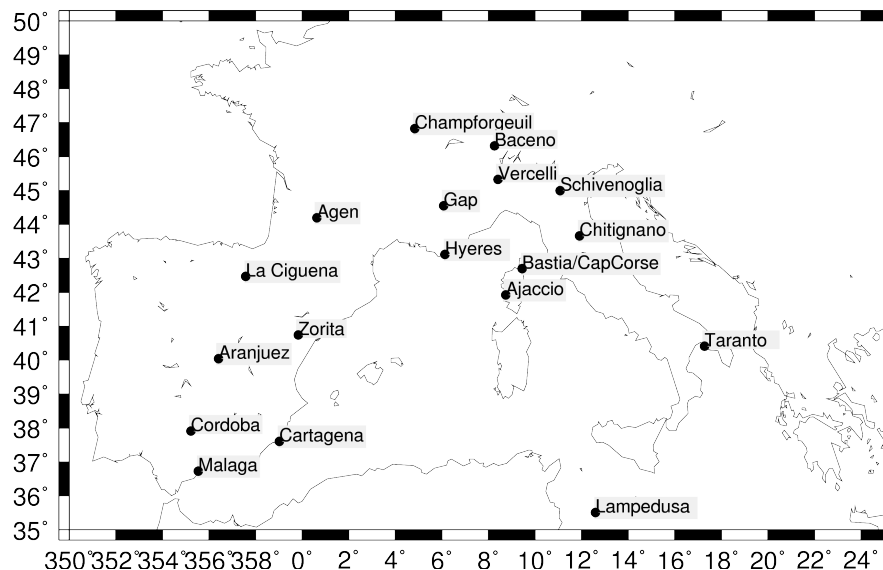 50°
49°
48°
47°
46°
45°
44°
43°
42°
41°
40°
39°
38°
37°
36°
35°
Champforgeuil
Baceno
Vercelli
Schivenoglia
Gap
Agen
Chitignano
Hyeres
Bastia/CapCorse
La Ciguena
Ajaccio
Zorita
Taranto
Aranjuez
Cordoba
Cartagena
Malaga
Lampedusa
350° 352° 354° 356° 358° 0° 2° 4° 6° 8° 10° 12° 14° 16° 18° 20° 22° 24°